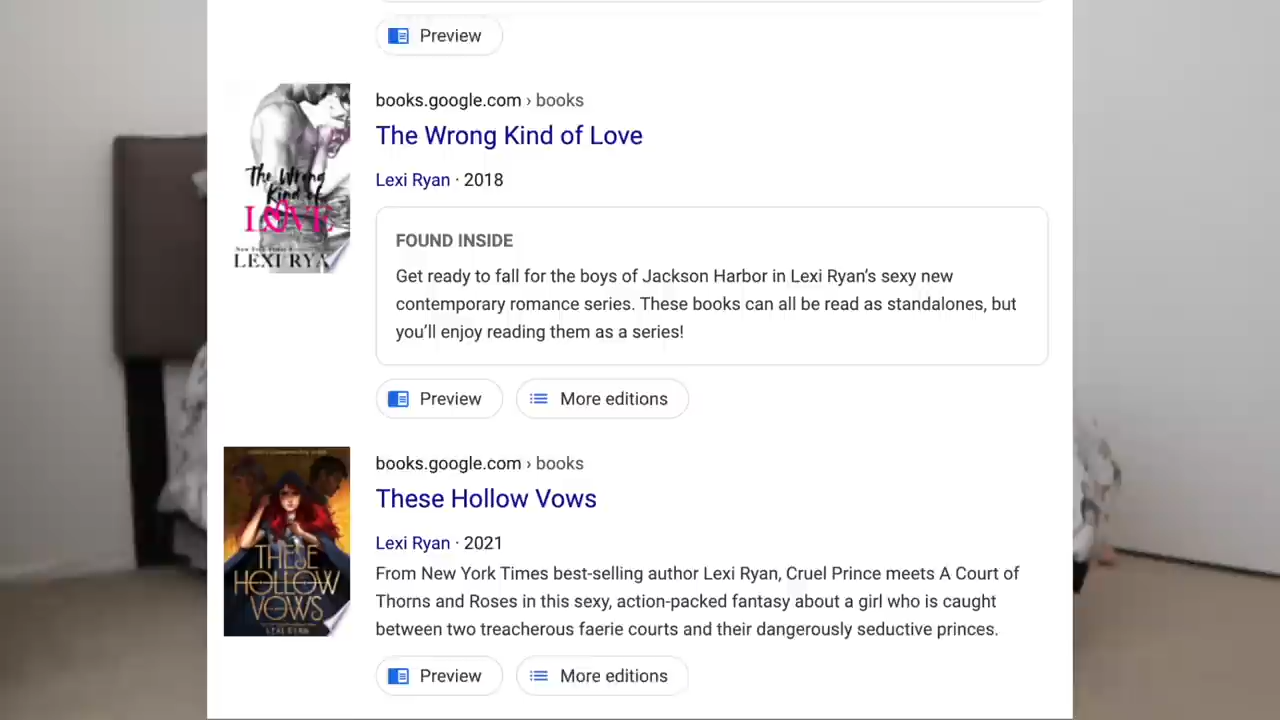 Preview
books.google.com › books
The Wrong Kind of Love
Lexi Ryan · 2018
The Wrong
Kind of
LOVE
LEXI RYA
FOUND INSIDE
Get ready to fall for the boys of Jackson Harbor in Lexi Ryan’s sexy new
contemporary romance series. These books can all be read as standalones, but
you’ll enjoy reading them as a series!
Preview
More editions
books.google.com › books
These Hollow Vows
Lexi Ryan · 2021
THESE
HOLLOW
VOWS
LEXI RYAN
From New York Times best-selling author Lexi Ryan, Cruel Prince meets A Court of
Thorns and Roses in this sexy, action-packed fantasy about a girl who is caught
between two treacherous faerie courts and their dangerously seductive princes.
Preview
More editions